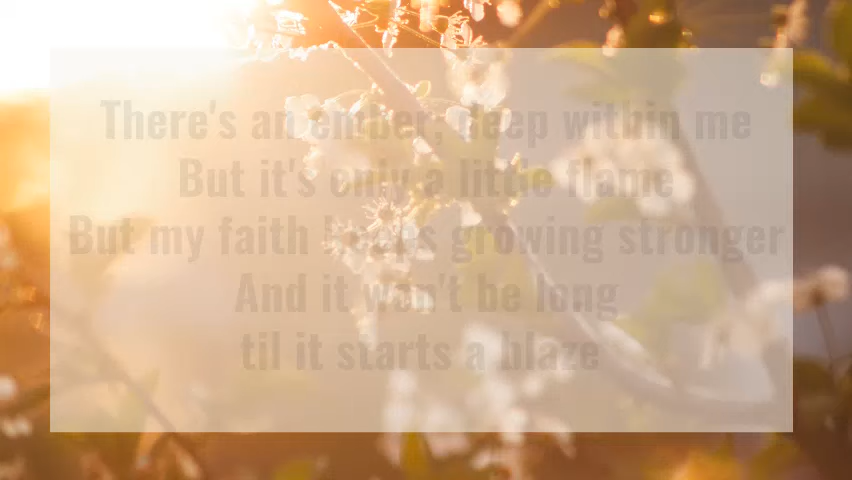 There's an ember, deep within me
But it's only a little flame
But my faith keeps growing stronger
And it won't be long
til it starts a blaze